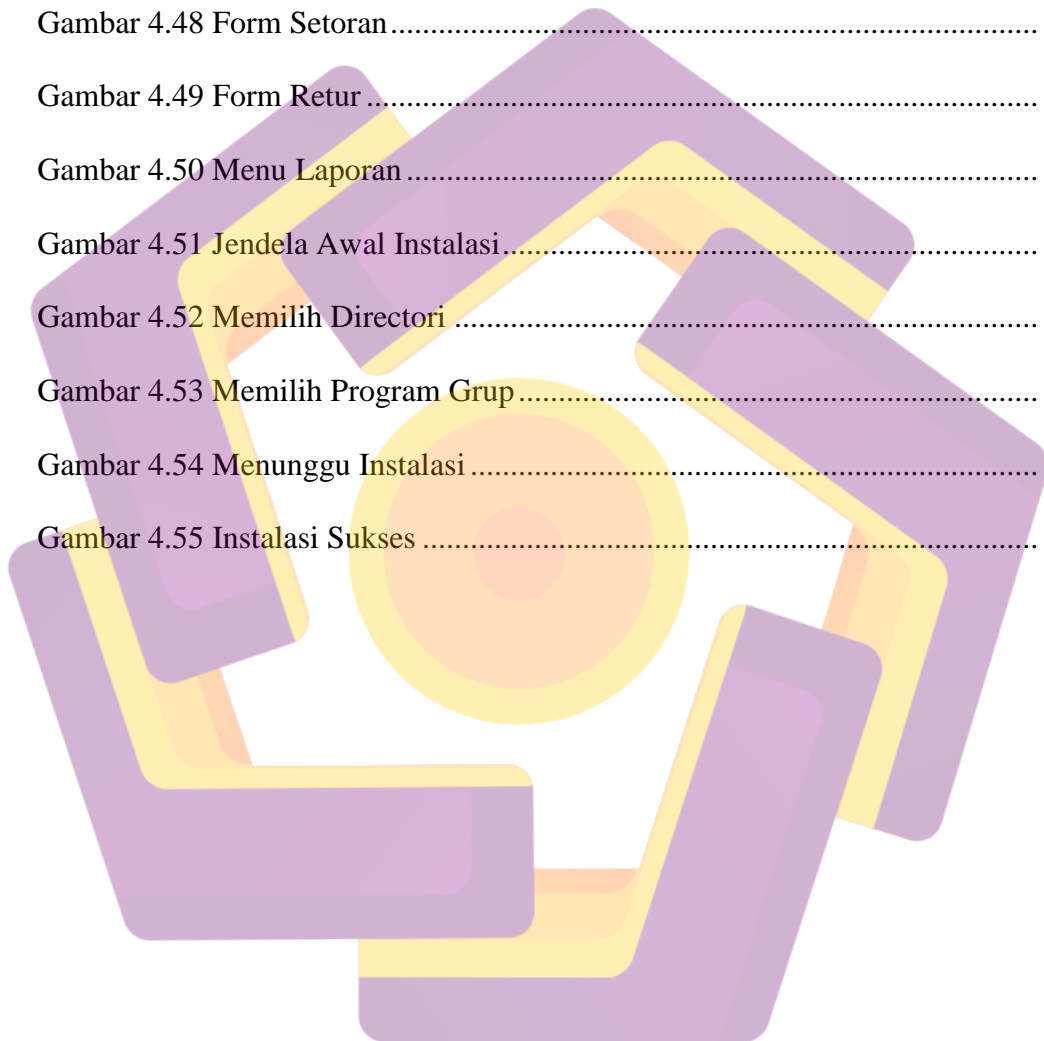 Gambar 4.48 Form Setoran................................................................................
Gambar 4.49 Form Retur ...................................................................................
Gambar 4.50 Menu Laporan ..............................................................................
Gambar 4.51 Jendela Awal Instalasi..................................................................
Gambar 4.52 Memilih Directori ........................................................................
Gambar 4.53 Memilih Program Grup................................................................
Gambar 4.54 Menunggu Instalasi ......................................................................
Gambar 4.55 Instalasi Sukses ............................................................................